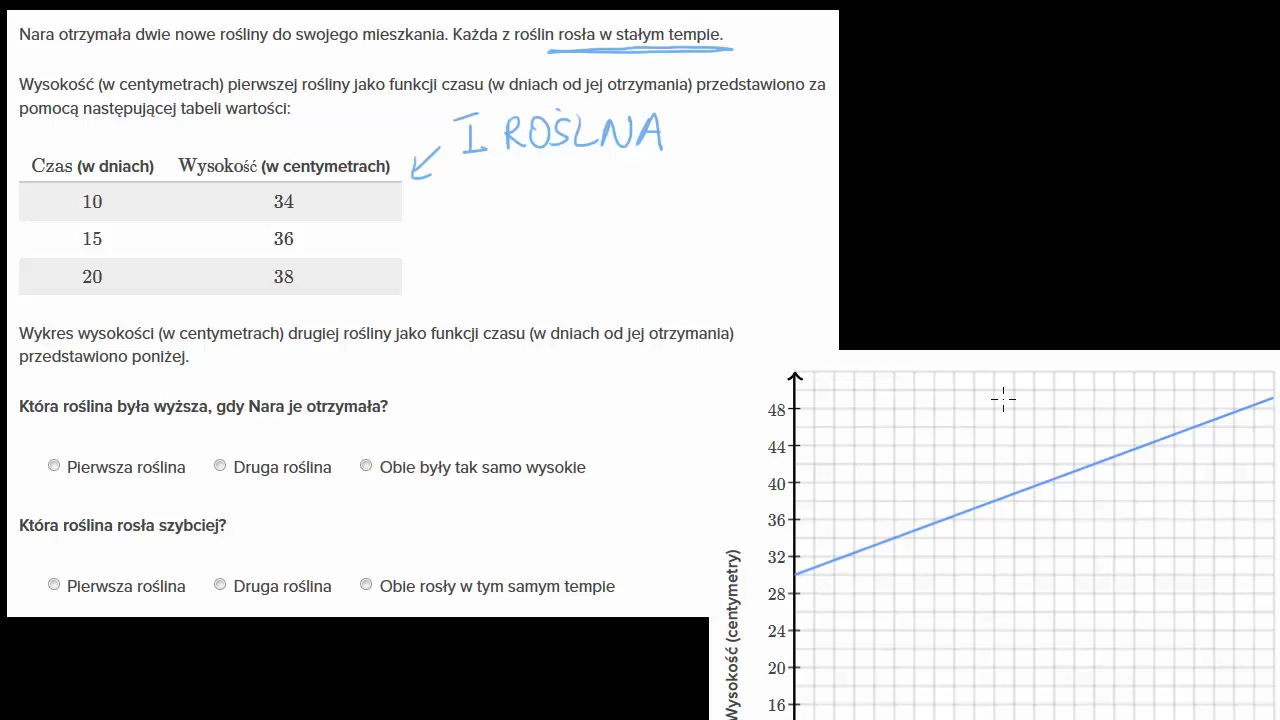 Nara otrzymała dwie nowe rośliny do swojego mieszkania. Każda z roślin rosła w stałym tempie.
Wysokość (w centymetrach) pierwszej rośliny jako funkcji czasu (w dniach od jej otrzymania) przedstawiono za
pomocą następującej tabeli wartości:
I ROŚLNA
Czas (w dniach) Wysokość (w centymetrach)
10 34
15 36
20 38
Wykres wysokości (w centymetrach) drugiej rośliny jako funkcji czasu (w dniach od jej otrzymania)
przedstawiono poniżej.
Która roślina była wyższa, gdy Nara je otrzymała?
Pierwsza roślina Druga roślina Obie były tak samo wysokie
Która roślina rosła szybciej?
Pierwsza roślina Druga roślina Obie rosły w tym samym tempie
48
44
40
36
32
28
24
20
16
Wysokość (centymetry)